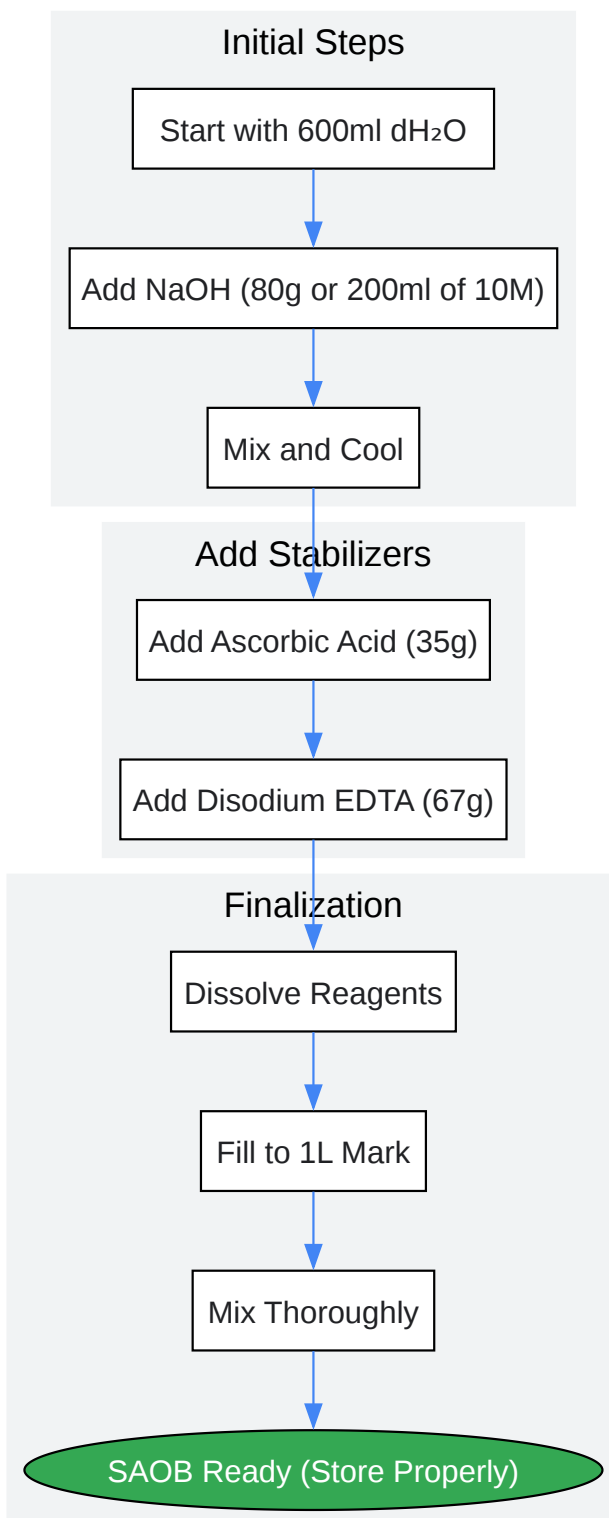 Initial Steps
Start with 600ml dH₂O
Add NaOH (80g or 200ml of 10M)
Mix and Cool
Add Stabilizers
Add Ascorbic Acid (35g)
Add Disodium EDTA (67g)
Finalization
Dissolve Reagents
Fill to 1L Mark
Mix Thoroughly
SAOB Ready (Store Properly)